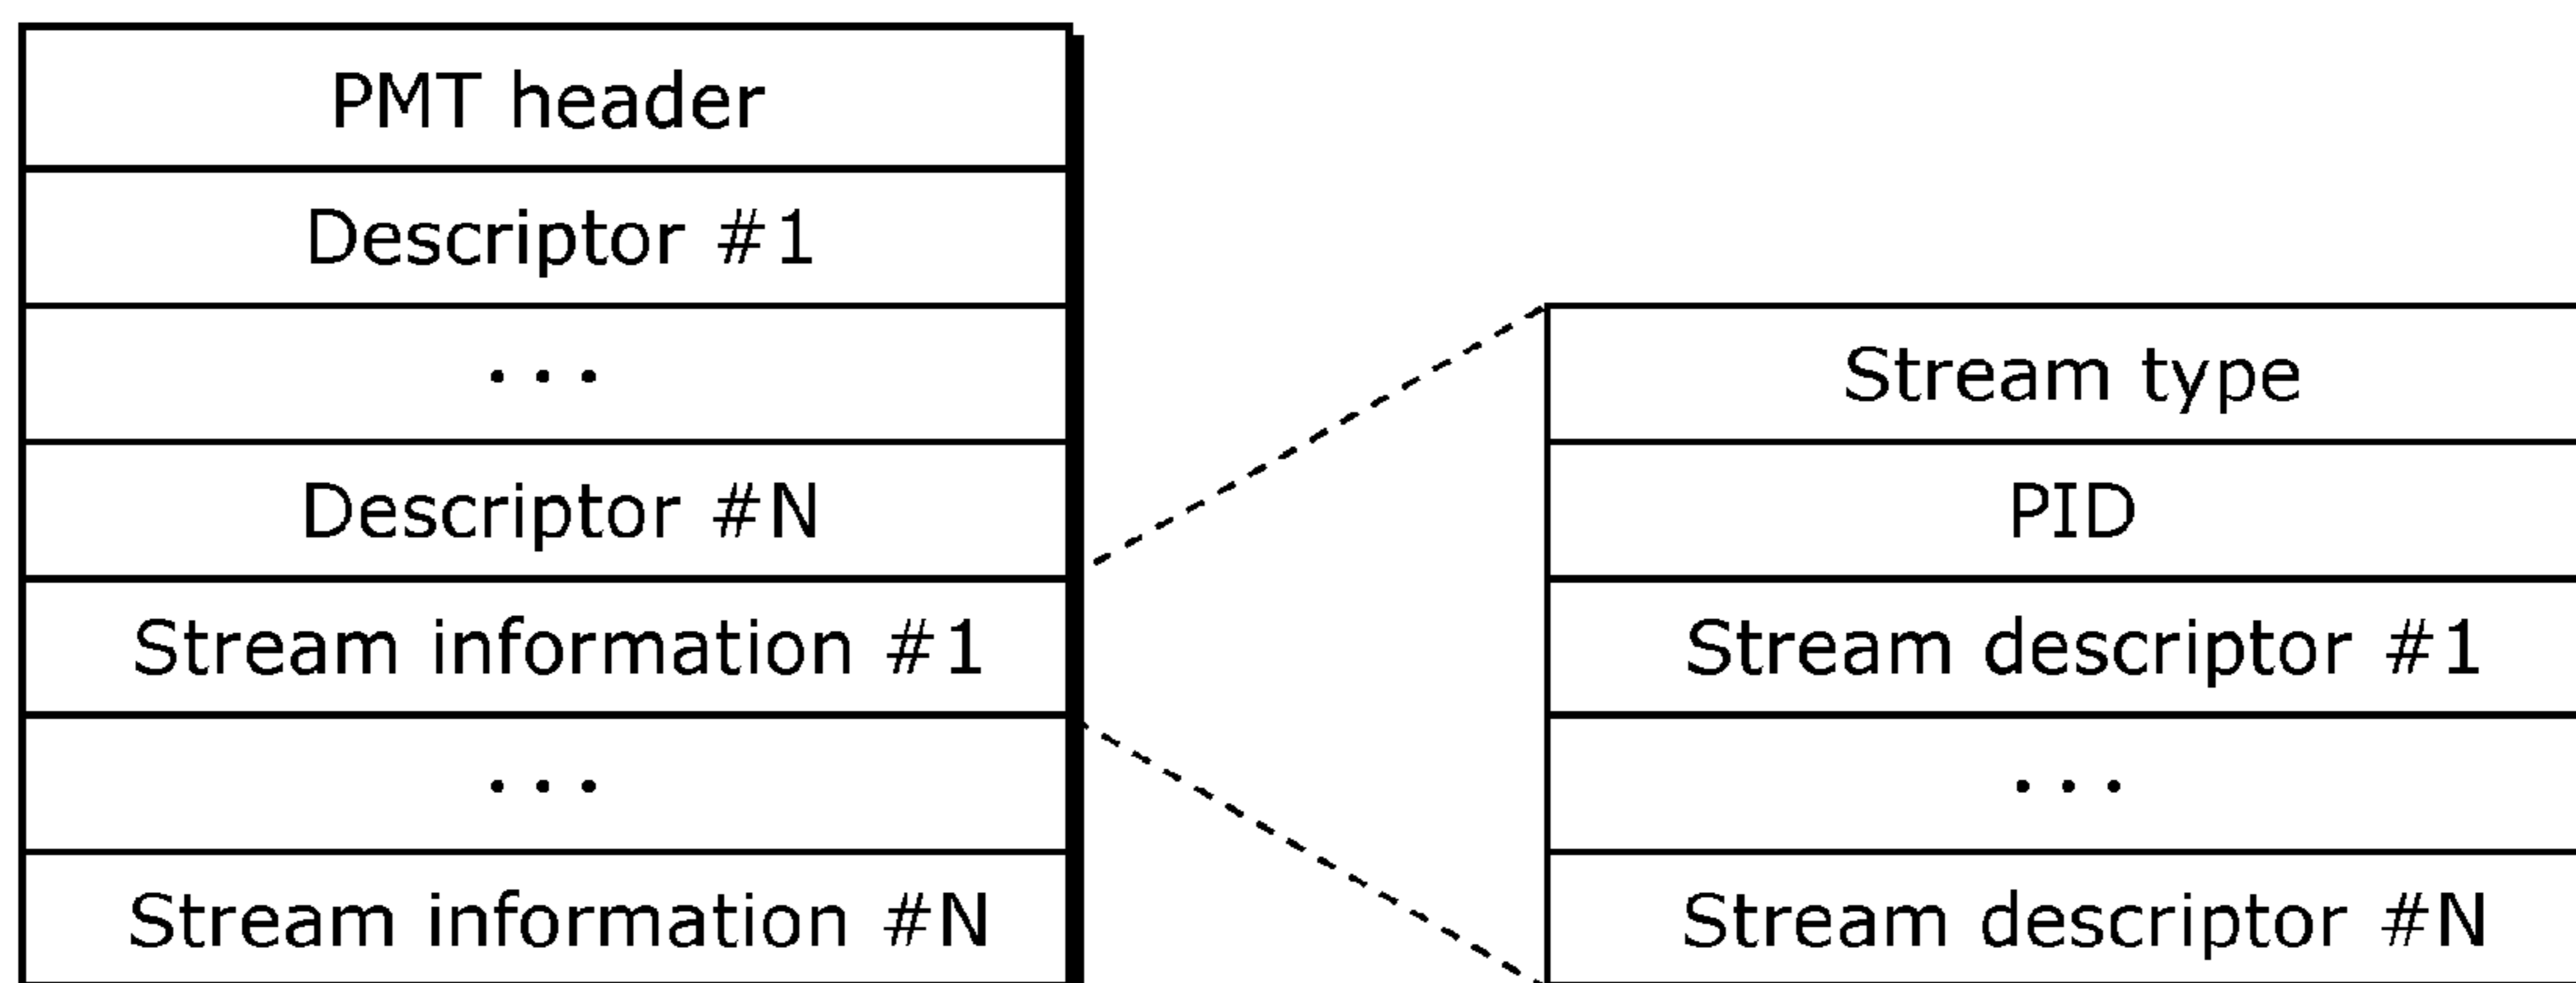 PMT header
Descriptor #1
...
Descriptor #N
Stream information #1
...
Stream information #N
Stream type
PID
Stream descriptor #1
...
Stream descriptor #N